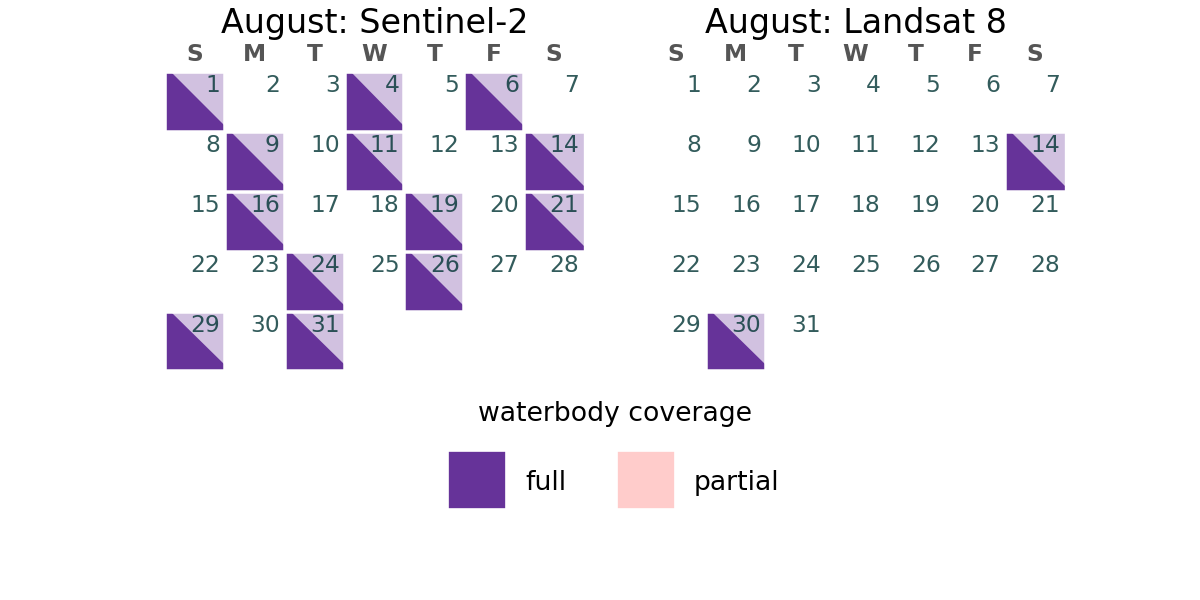 August: Sentinel-2
S M T W T F S
1 2 3 4 5 6 7
8 9 10 11 12 13 14
15 16 17 18 19 20 21
22 23 24 25 26 27 28
29 30 31
August: Landsat 8
S M T W T F S
1 2 3 4 5 6 7
8 9 10 11 12 13 14
15 16 17 18 19 20 21
22 23 24 25 26 27 28
29 30 31
waterbody coverage
full
partial